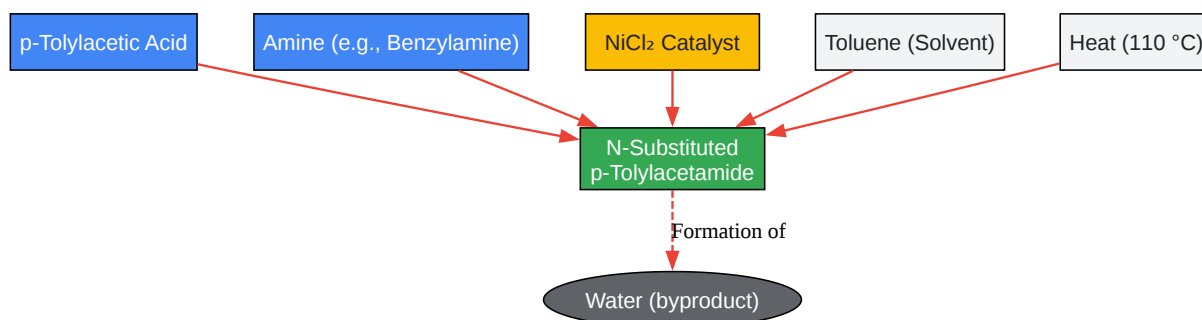 p-Tolylacetic Acid
Amine (e.g., Benzylamine)
NiCl₂ Catalyst
Toluene (Solvent)
Heat (110 °C)
N-Substituted
p-Tolylacetamide
Formation of
Water (byproduct)